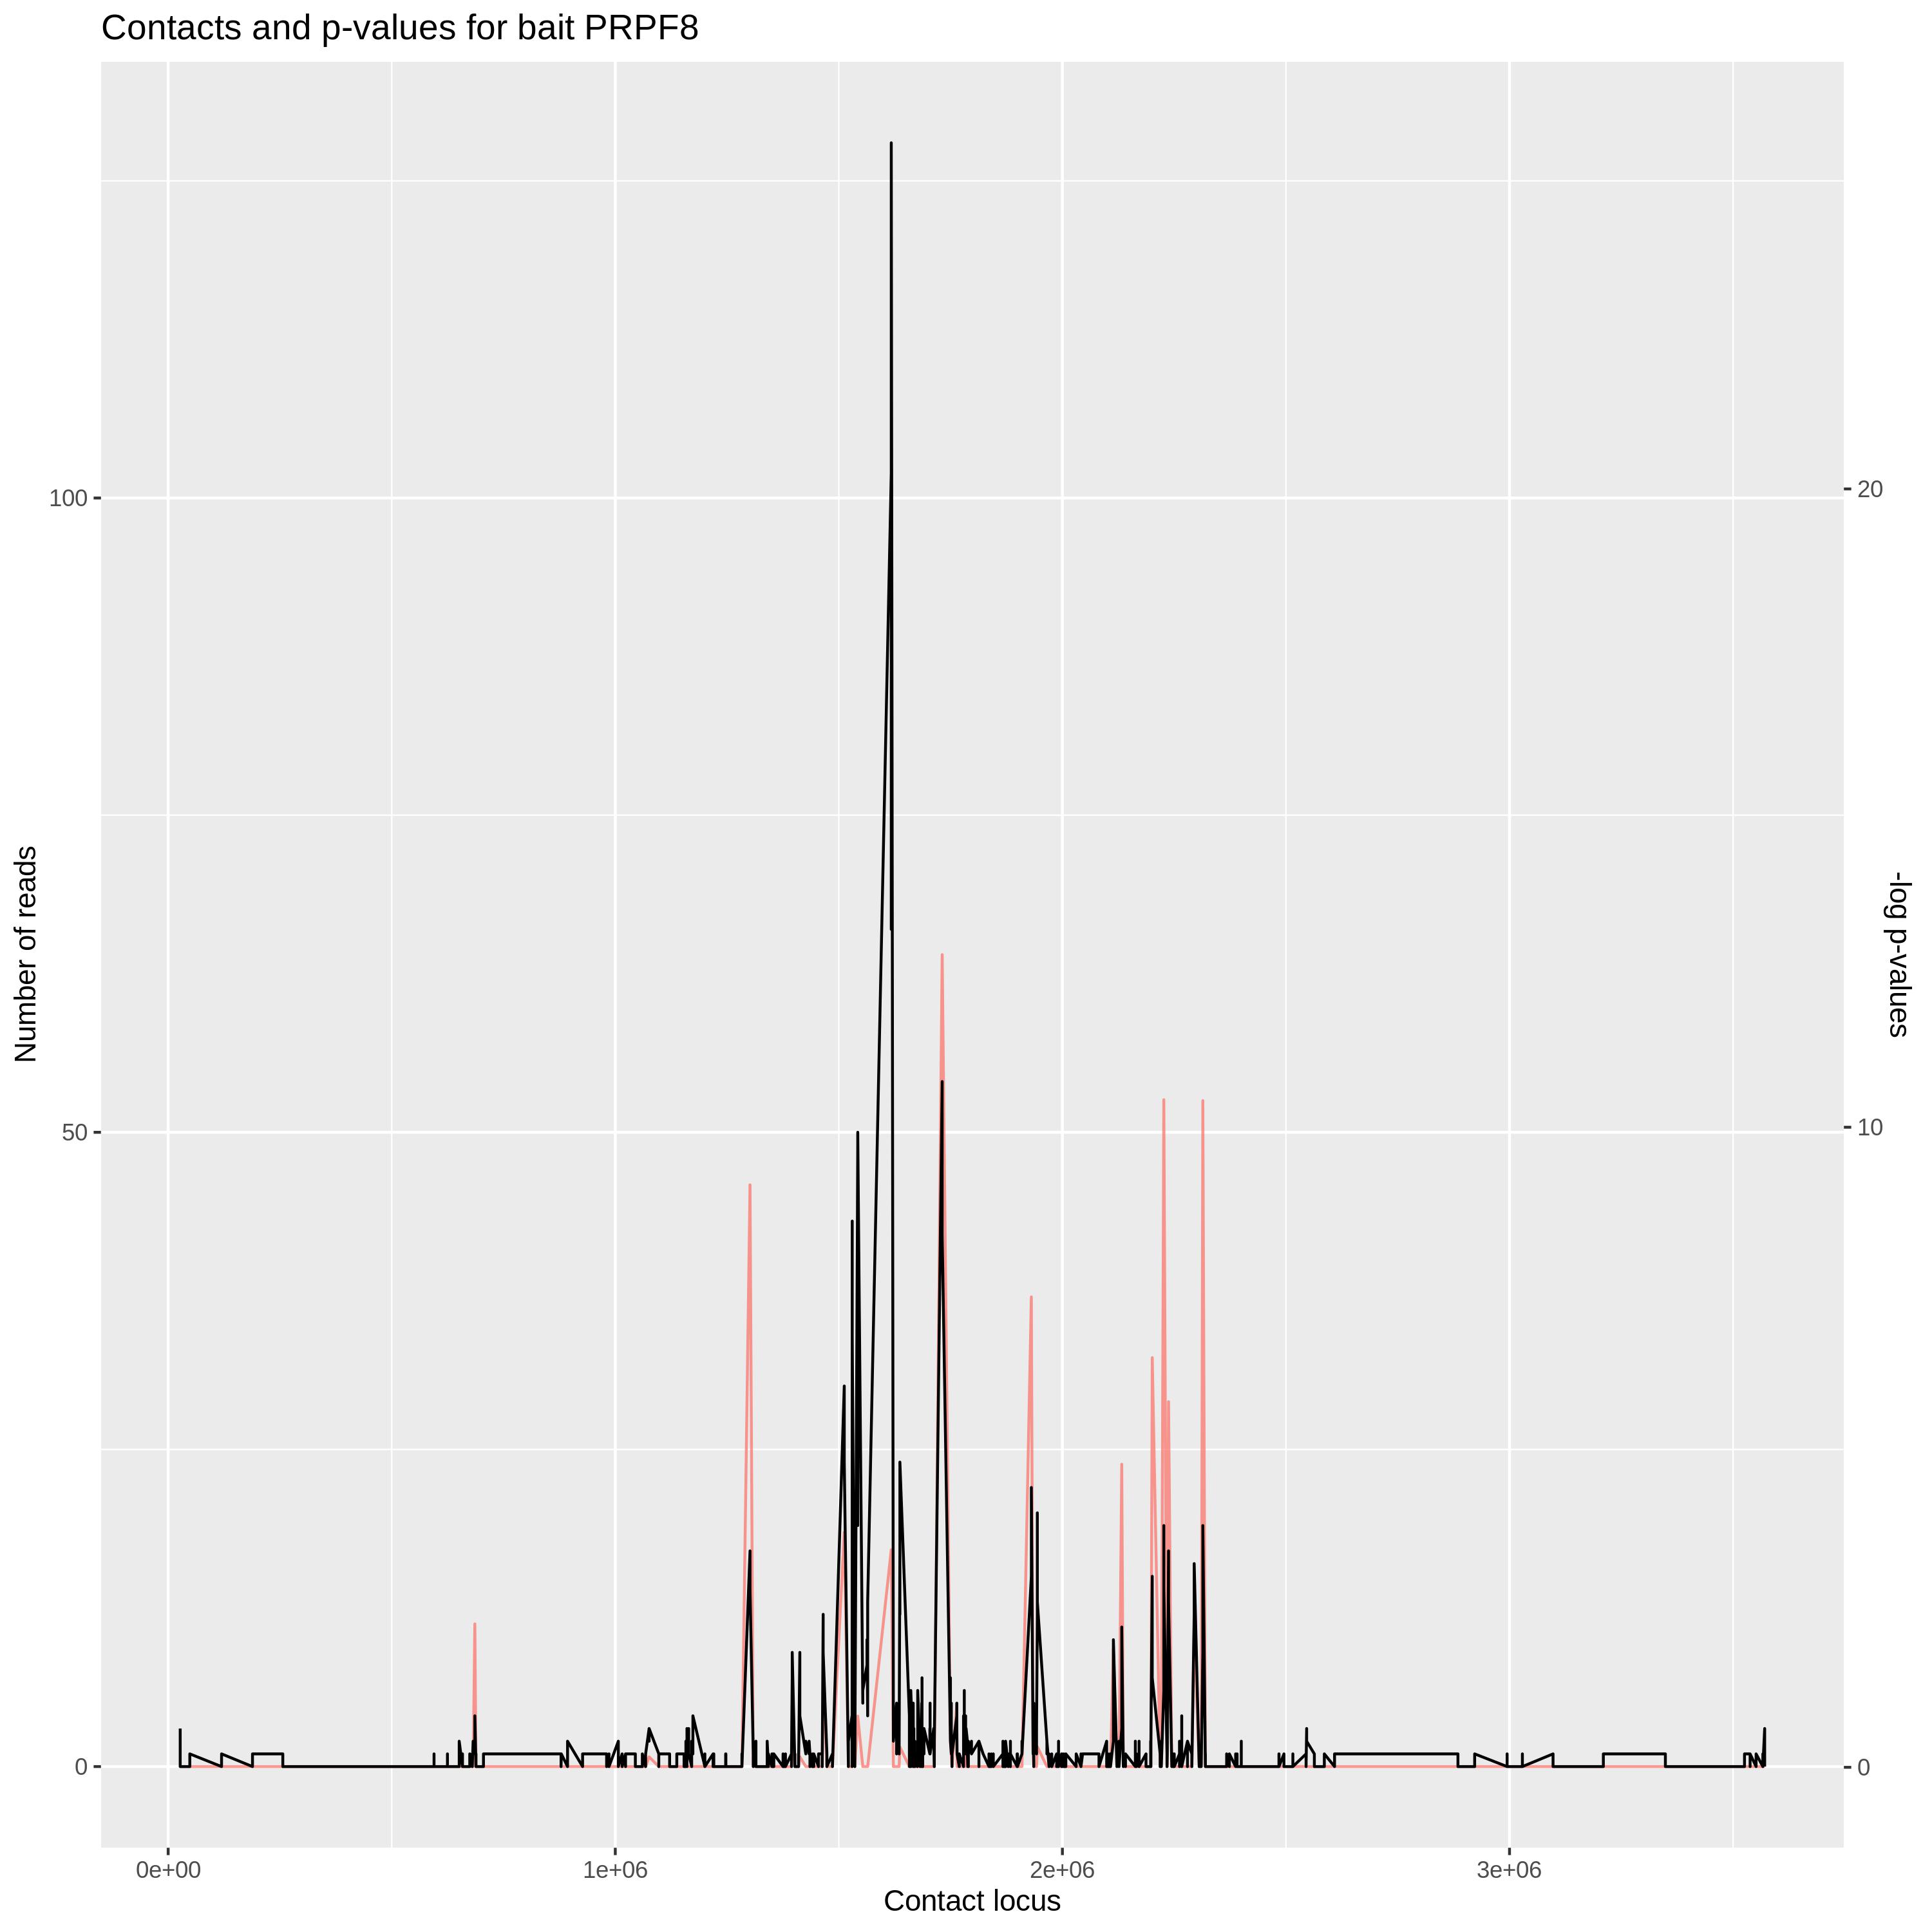 Contacts and p-values for bait PRPF8
100
50
0
Number of reads
20
10
0
-log p-values
0e+00
1e+06
2e+06
3e+06
Contact locus